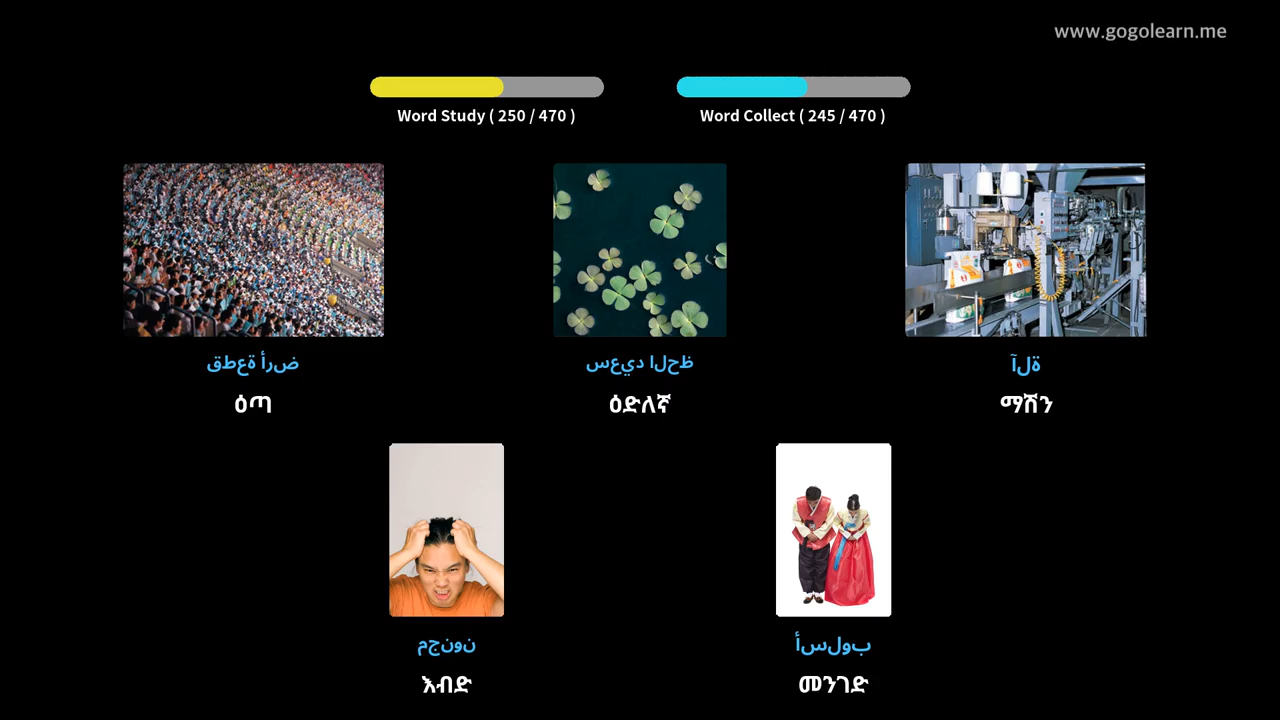 www.gogolearn.me
Word Study ( 250 / 470 )
Word Collect ( 245 / 470 )
قطعة أرض
ዕጣ
سعيد الحظ
ዕድለኛ
آلة
ማሽን
مجنون
እብድ
أسلوب
መንገድ